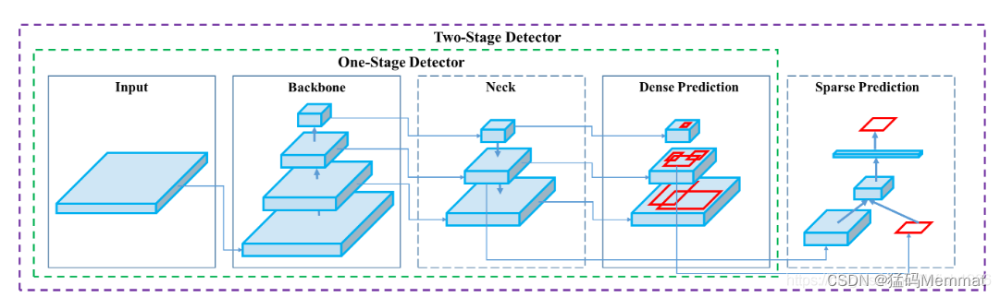 Two-Stage Detector
One-Stage Detector
Input
Backbone
Neck
Dense Prediction
Sparse Prediction
CSDN @猛码Memmat